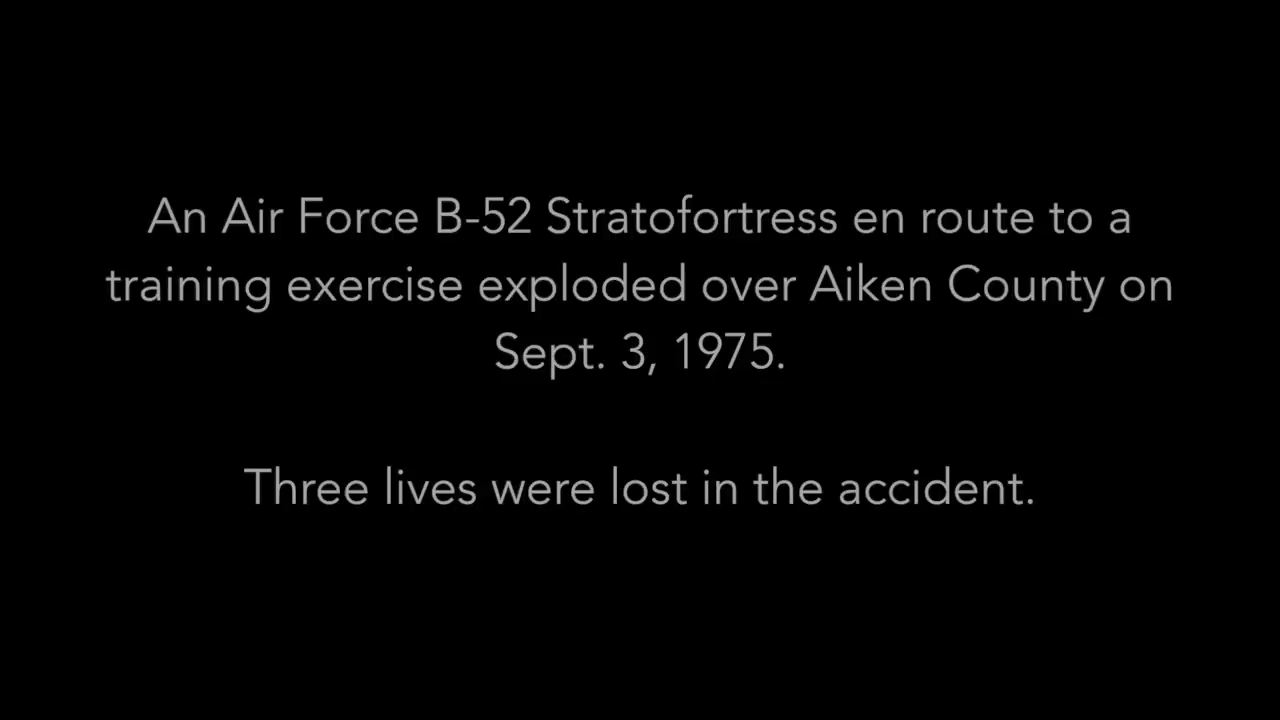 An Air Force B-52 Stratofortress en route to a
training exercise exploded over Aiken County on
Sept. 3, 1975.
Three lives were lost in the accident.